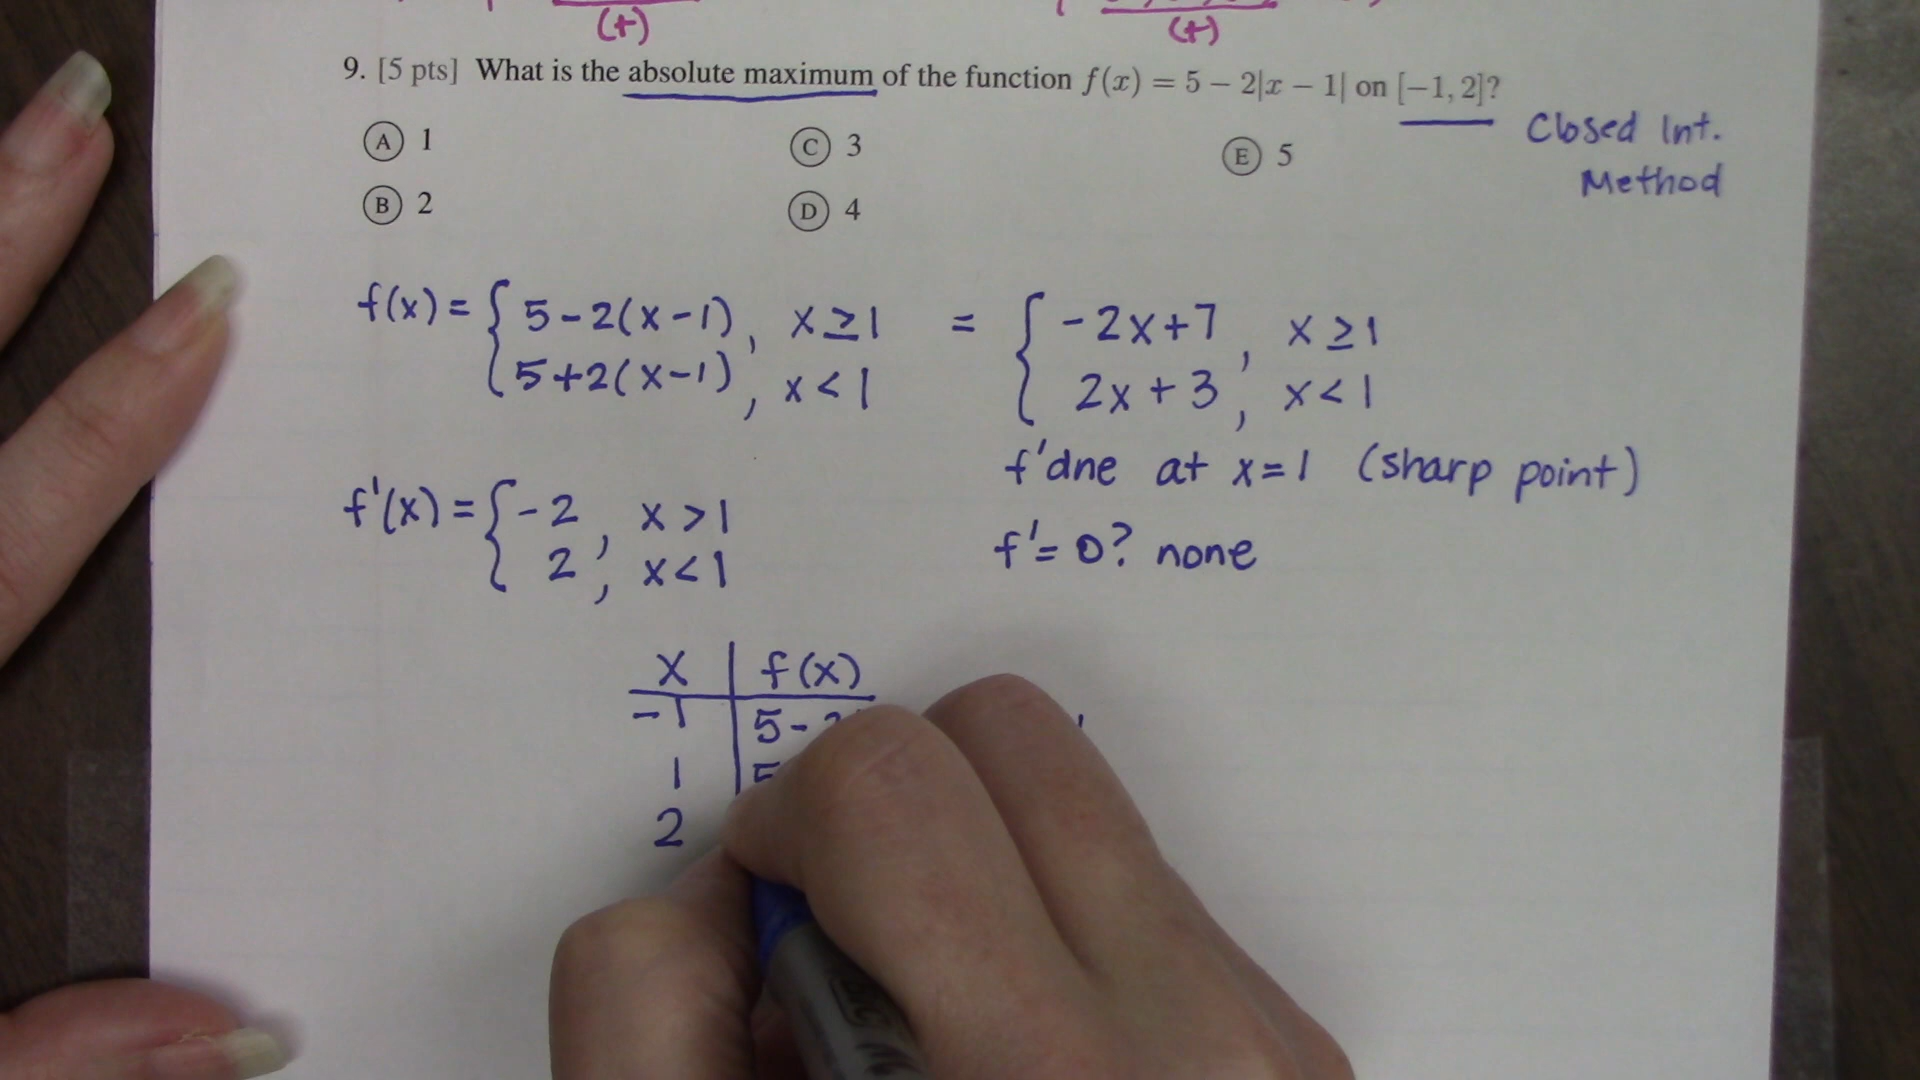 (+) (+)
9. [5 pts] What is the absolute maximum of the function f(x) = 5 − 2|x − 1| on [−1, 2]?
Closed Int.
Method
A 1 C 3 E 5
B 2 D 4
f(x) = { 5-2(x-1), x≥1 = { -2x+7, x≥1
5+2(x-1), x<1 2x+3, x<1
f'dne at x=1 (sharp point)
f'(x) = { -2, x>1
2, x<1
f'=0? none
x f(x)
-1 5-2
1 5
2